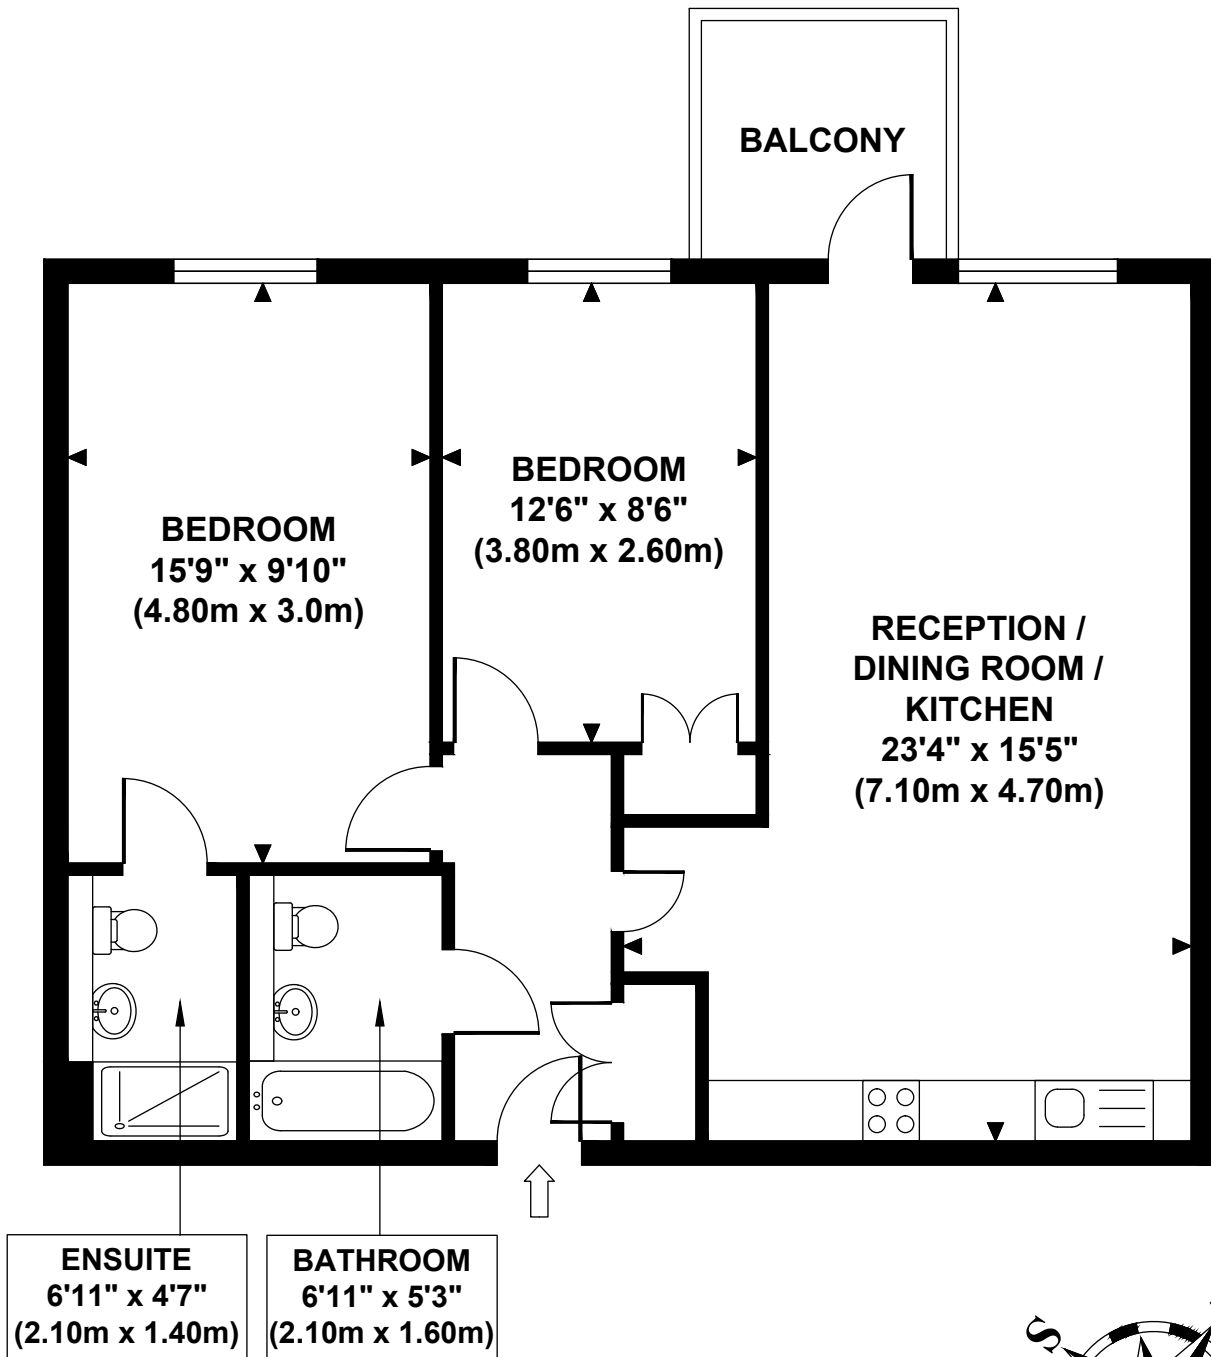 BALCONY
BEDROOM
12'6" x 8'6"
(3.80m x 2.60m)
BEDROOM
15'9" x 9'10"
(4.80m x 3.0m)
RECEPTION /
DINING ROOM /
KITCHEN
23'4" x 15'5"
(7.10m x 4.70m)
ENSUITE
6'11" x 4'7"
(2.10m x 1.40m)
BATHROOM
6'11" x 5'3"
(2.10m x 1.60m)
S